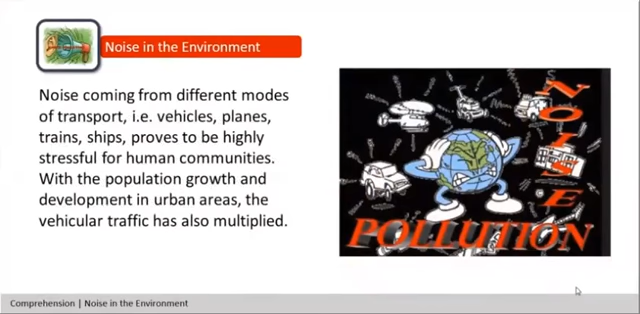 Noise in the Environment
Noise coming from different modes
of transport, i.e. vehicles, planes,
trains, ships, proves to be highly
stressful for human communities.
With the population growth and
development in urban areas, the
vehicular traffic has also multiplied.
NOISE
POLLUTION
Comprehension | Noise in the Environment